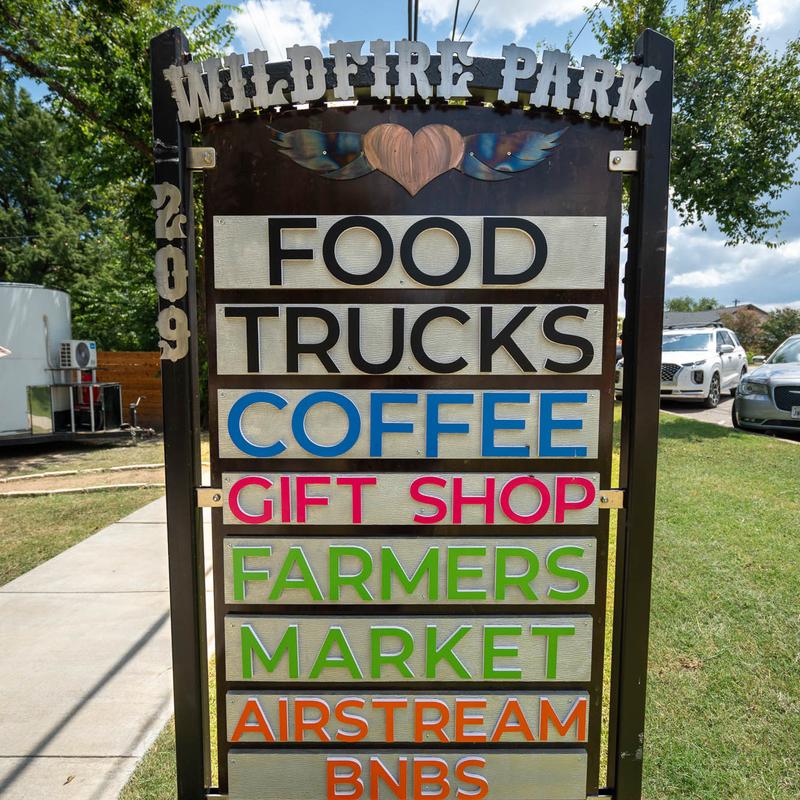 WILDFIRE PARK
209
FOOD
TRUCKS
COFFEE
GIFT SHOP
FARMERS
MARKET
AIRSTREAM
BNBS